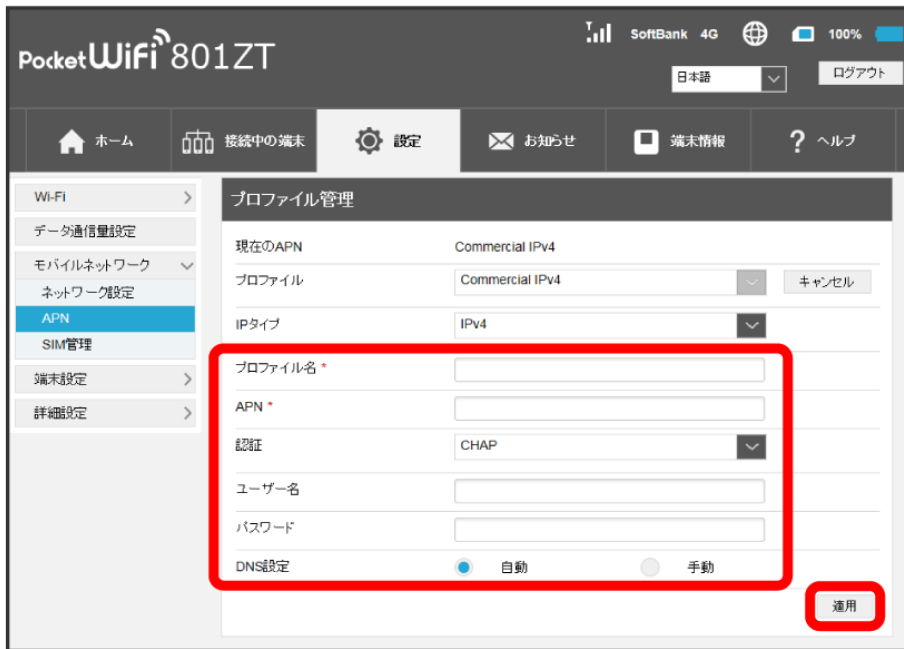 SoftBank 4G 100%
PocketWiFi 801ZT
日本語 ログアウト
ホーム 接続中の端末 設定 お知らせ 端末情報 ? ヘルプ
Wi-Fi
データ通信量設定
モバイルネットワーク
ネットワーク設定
APN
SIM管理
端末設定
詳細設定
プロファイル管理
現在のAPN Commercial IPv4
プロファイル Commercial IPv4 キャンセル
IPタイプ IPv4
プロファイル名 *
APN *
認証 CHAP
ユーザー名
パスワード
DNS設定 自動 手動
適用